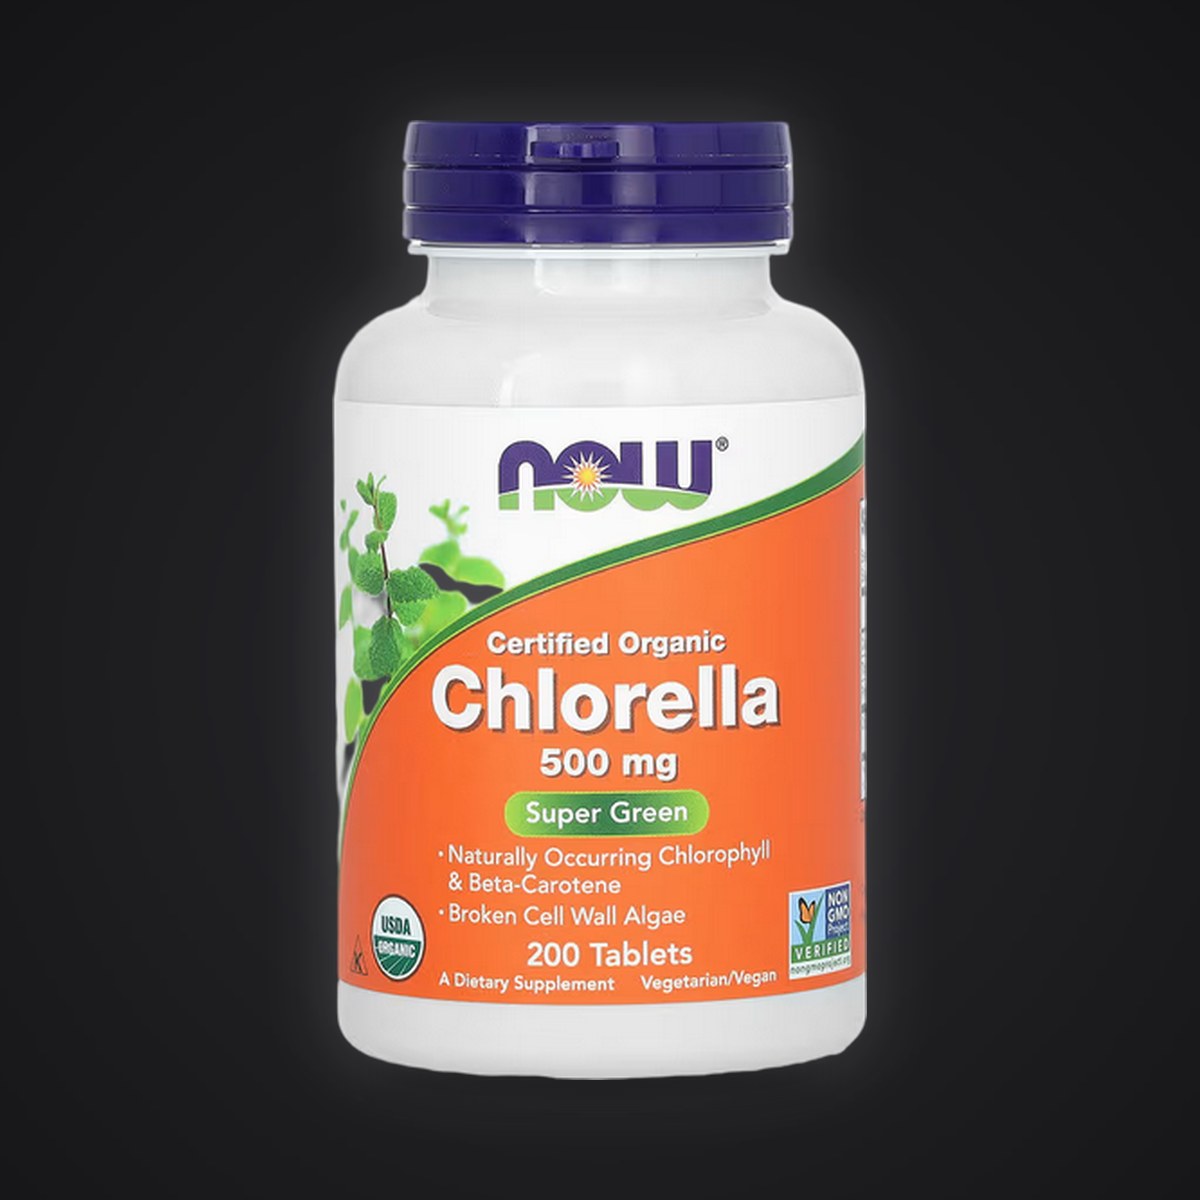 NOW®
Certified Organic
Chlorella
500 mg
Super Green
• Naturally Occurring Chlorophyll
& Beta-Carotene
• Broken Cell Wall Algae
200 Tablets
A Dietary Supplement Vegetarian/Vegan
USDA
ORGANIC
K
NON
GMO
Project
VERIFIED
nongmoproject.org